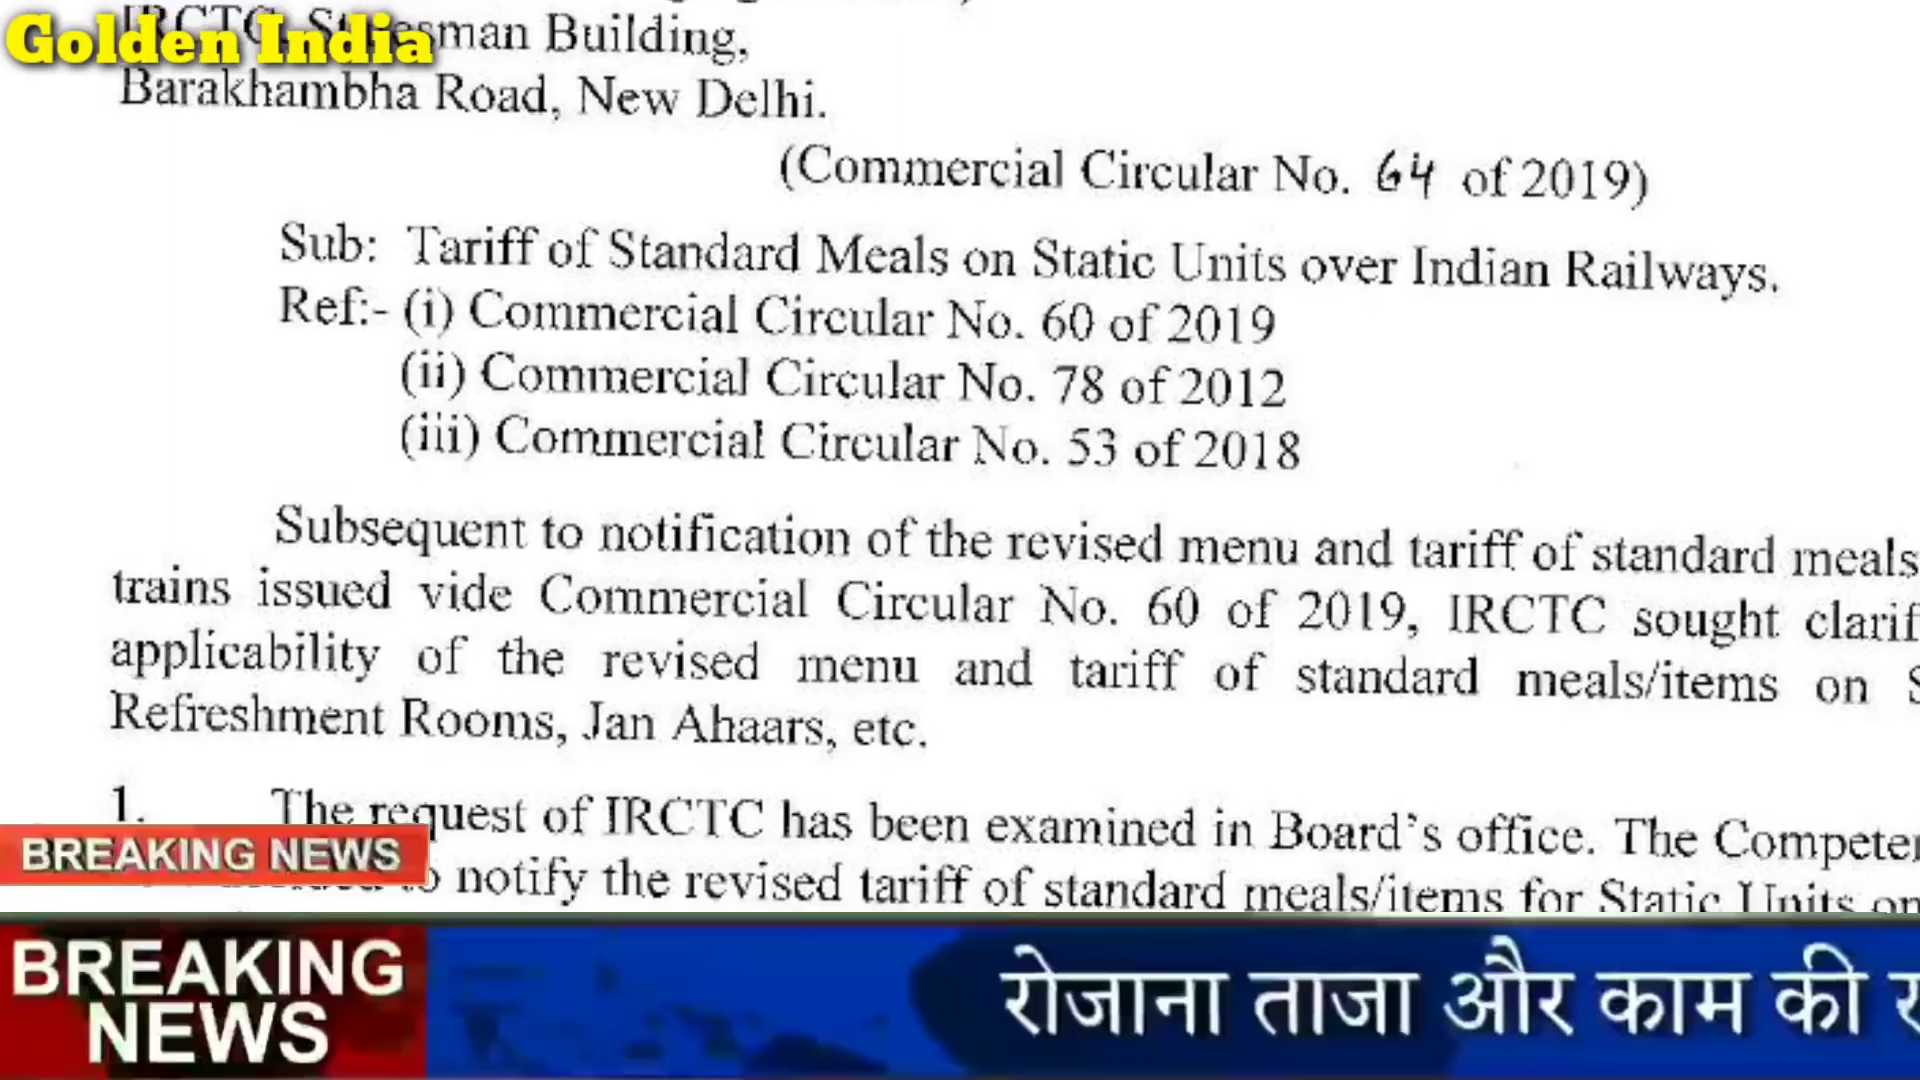 Golden India
IRCTC, Statesman Building,
Barakhambha Road, New Delhi.
(Commercial Circular No. 64 of 2019)
Sub: Tariff of Standard Meals on Static Units over Indian Railways.
Ref:- (i) Commercial Circular No. 60 of 2019
(ii) Commercial Circular No. 78 of 2012
(iii) Commercial Circular No. 53 of 2018
Subsequent to notification of the revised menu and tariff of standard meals
trains issued vide Commercial Circular No. 60 of 2019, IRCTC sought clarif
applicability of the revised menu and tariff of standard meals/items on S
Refreshment Rooms, Jan Ahaars, etc.
1. The request of IRCTC has been examined in Board's office. The Competen
to notify the revised tariff of standard meals/items for Static Units on
BREAKING NEWS
BREAKING
NEWS
रोजाना ताजा और काम की